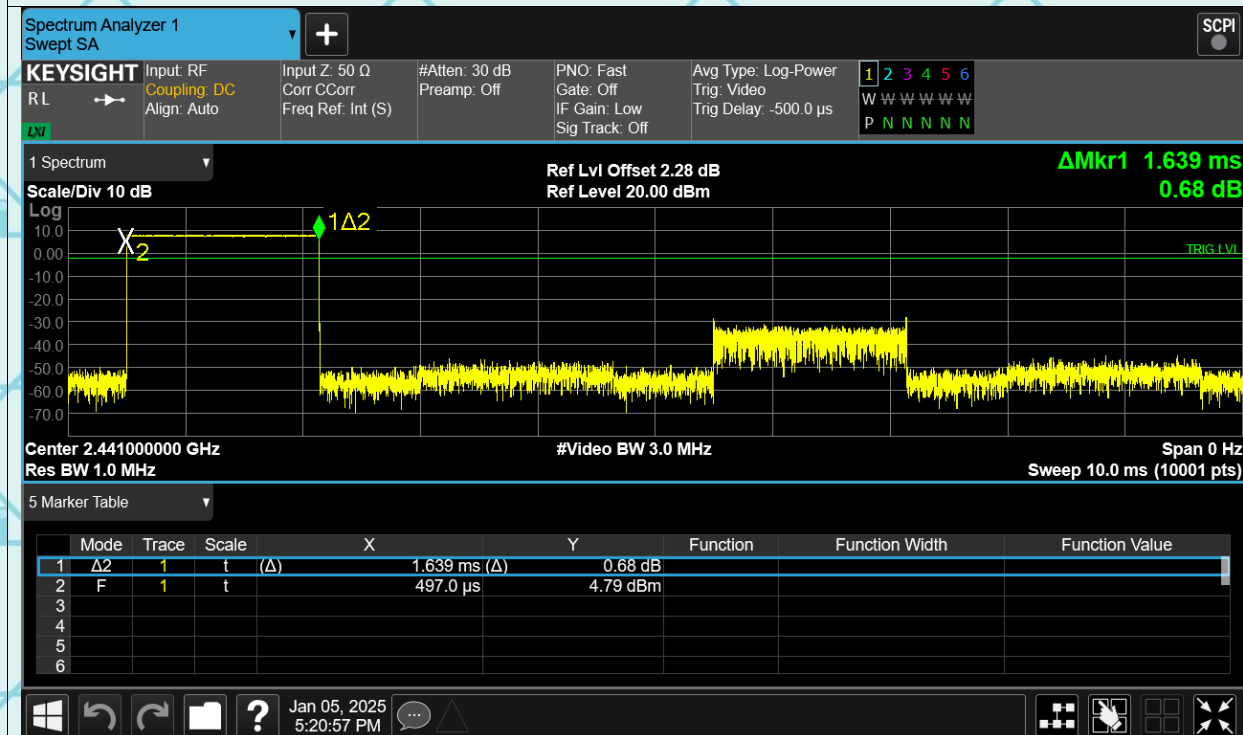 Spectrum Analyzer 1
Swept SA
+
SCPI
KEYSIGHT
RL
LXI
Input: RF
Coupling: DC
Align: Auto
Input Z: 50 Ω
Corr CCorr
Freq Ref: Int (S)
#Atten: 30 dB
Preamp: Off
PNO: Fast
Gate: Off
IF Gain: Low
Sig Track: Off
Avg Type: Log-Power
Trig: Video
Trig Delay: -500.0 µs
1 2 3 4 5 6
W W W W W W
P N N N N N
1 Spectrum
Scale/Div 10 dB
Ref Lvl Offset 2.28 dB
Ref Level 20.00 dBm
ΔMkr1 1.639 ms
0.68 dB
Log
10.0
0.00
-10.0
-20.0
-30.0
-40.0
-50.0
-60.0
-70.0
X2
1Δ2
TRIG LVL
Center 2.441000000 GHz
#Video BW 3.0 MHz
Span 0 Hz
Res BW 1.0 MHz
Sweep 10.0 ms (10001 pts)
5 Marker Table
Mode Trace Scale X Y Function Function Width Function Value
1 Δ2 1 t (Δ) 1.639 ms (Δ) 0.68 dB
2 F 1 t 497.0 µs 4.79 dBm
3
4
5
6
?
Jan 05, 2025
5:20:57 PM